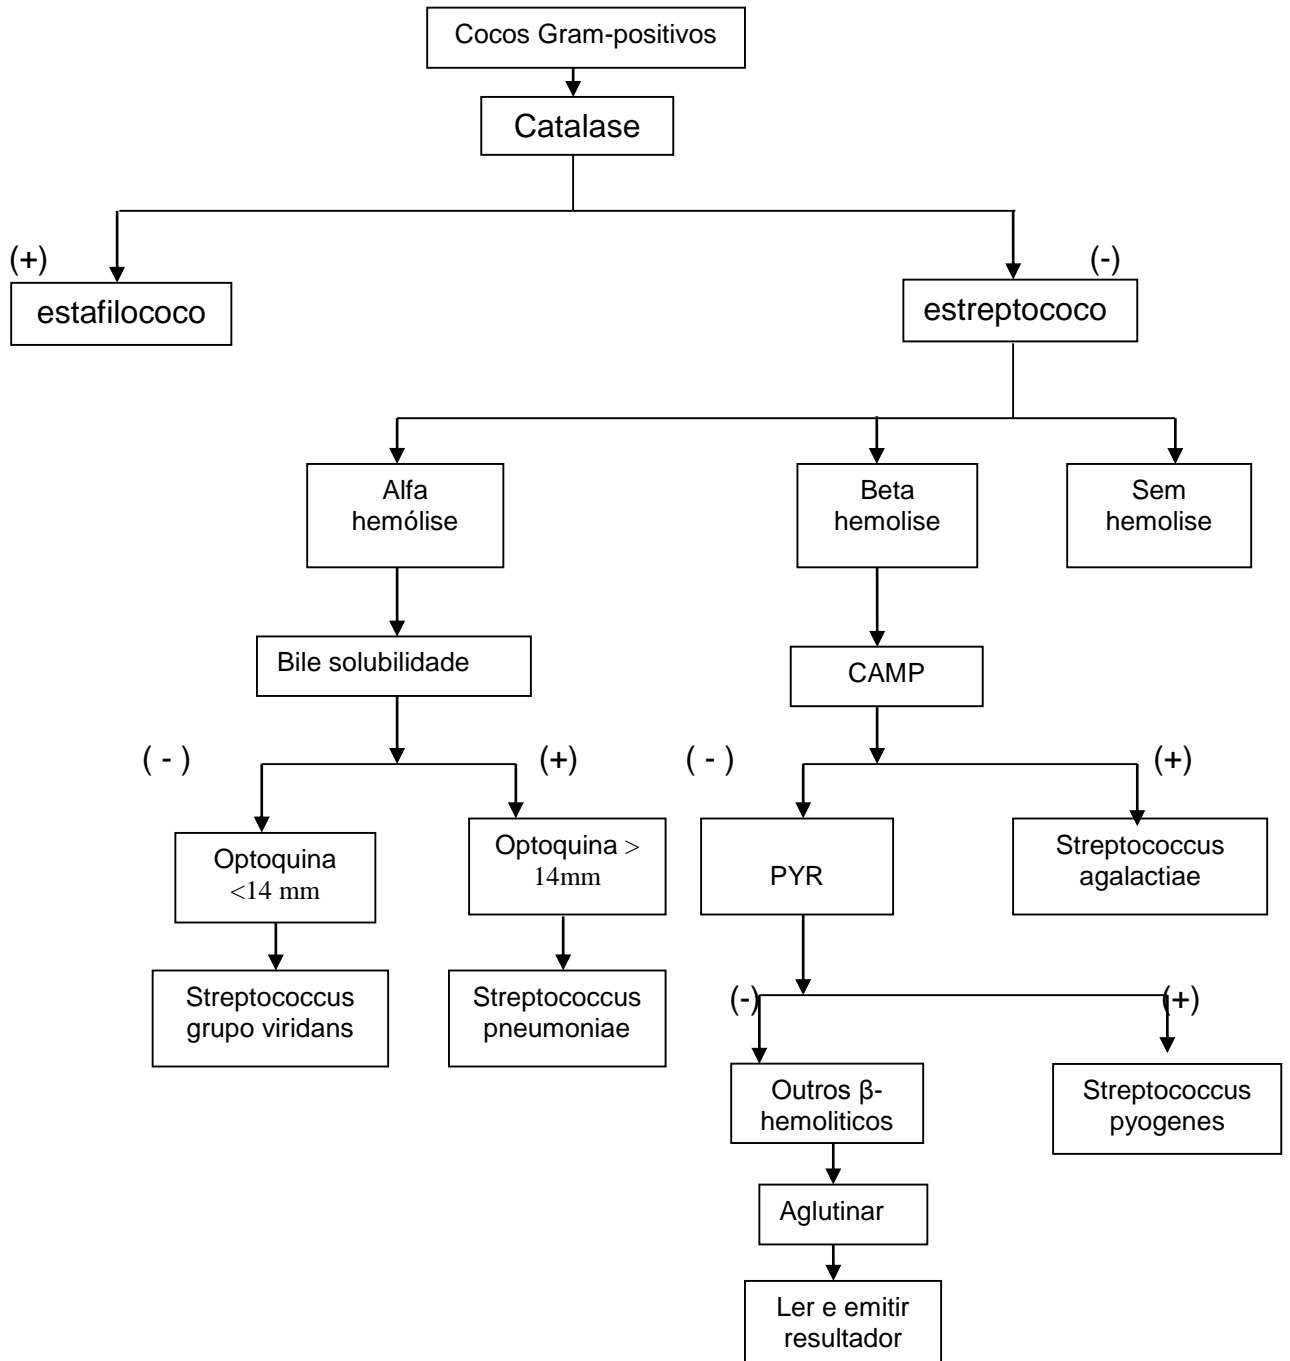 Cocos Gram-positivos
Catalase
(+)
(-)
estafilococo
estreptococo
Alfa
hemólise
Beta
hemolise
Sem
hemolise
Bile solubilidade
CAMP
( - )
(+)
( - )
(+)
Optoquina
<14 mm
Optoquina >
14mm
PYR
Streptococcus
agalactiae
Streptococcus
grupo viridans
Streptococcus
pneumoniae
(-)
(+)
Outros β-
hemoliticos
Streptococcus
pyogenes
Aglutinar
Ler e emitir
resultador